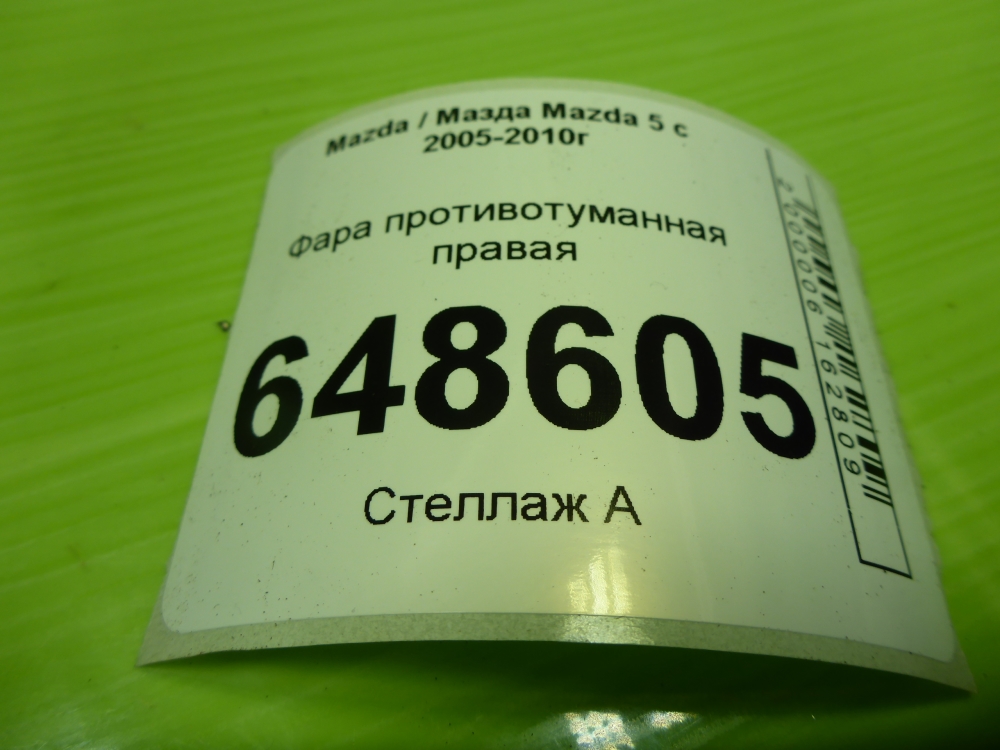 Mazda / Мазда Mazda 5 с
2005-2010г
Фара противотуманная
правая
648605
Стеллаж А
2000006162809